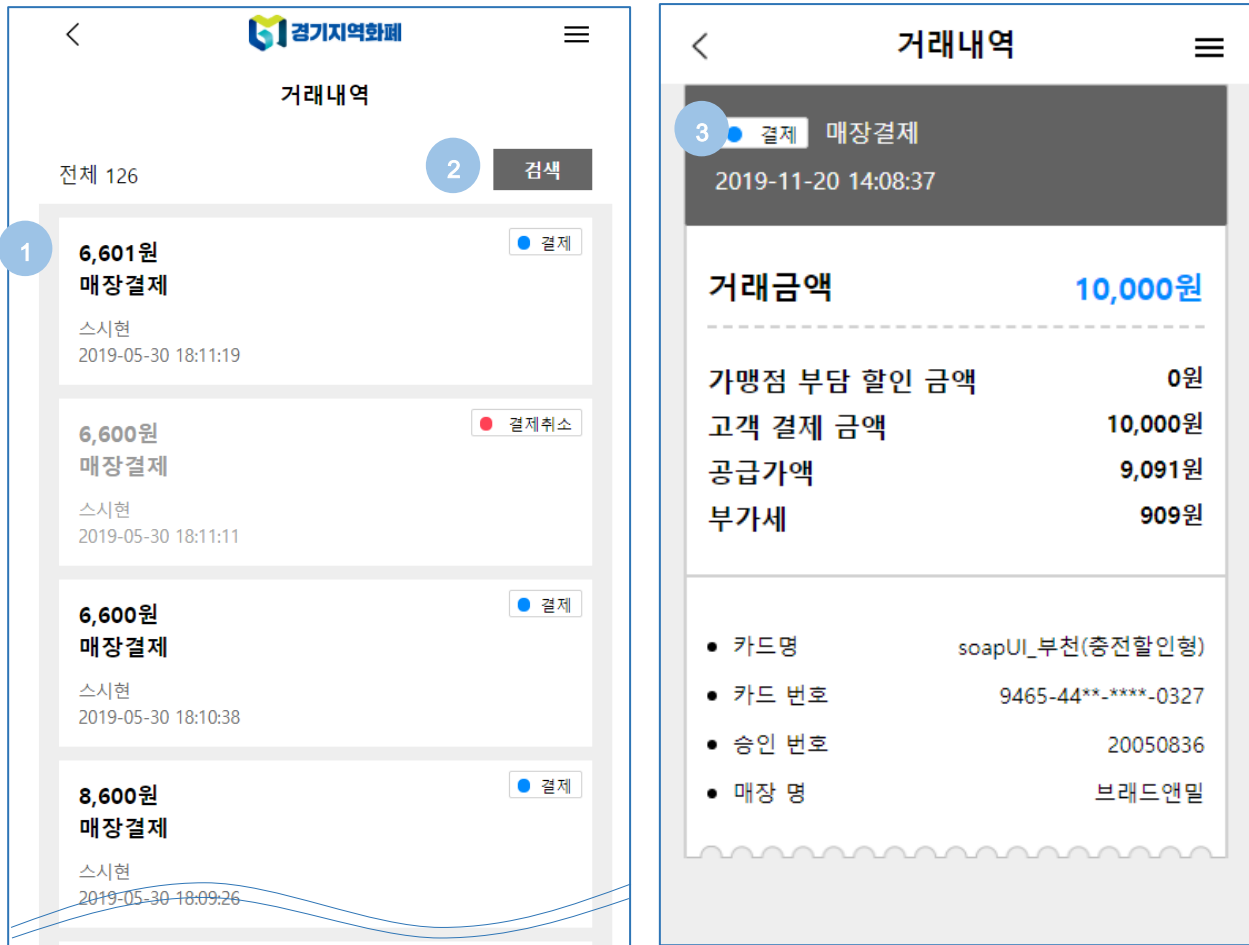 경기지역화폐
거래내역
전체 126
2
검색
1
6,601원
결제
매장결제
스시현
2019-05-30 18:11:19
6,600원
결제취소
매장결제
스시현
2019-05-30 18:11:11
6,600원
결제
매장결제
스시현
2019-05-30 18:10:38
8,600원
결제
매장결제
스시현
2019-05-30 18:09:26
거래내역
3
결제 매장결제
2019-11-20 14:08:37
거래금액 10,000원
가맹점 부담 할인 금액 0원
고객 결제 금액 10,000원
공급가액 9,091원
부가세 909원
• 카드명 soapUI_부천(충전할인형)
• 카드 번호 9465-44**-****-0327
• 승인 번호 20050836
• 매장 명 브래드앤밀